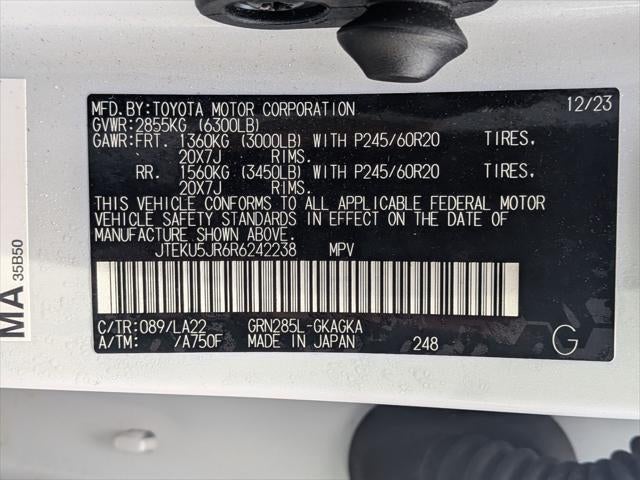 MFD.BY:TOYOTA MOTOR CORPORATION 12/23
GVWR:2855KG (6300LB)
GAWR:FRT. 1360KG (3000LB) WITH P245/60R20 TIRES,
20X7J RIMS.
RR. 1560KG (3450LB) WITH P245/60R20 TIRES,
20X7J RIMS.
THIS VEHICLE CONFORMS TO ALL APPLICABLE FEDERAL MOTOR
VEHICLE SAFETY STANDARDS IN EFFECT ON THE DATE OF
MANUFACTURE SHOWN ABOVE.
JTEKU5JR6R6242238 MPV
C/TR:089/LA22 GRN285L-GKAGKA
A/TM: /A750F MADE IN JAPAN 248 G
MA 35B50